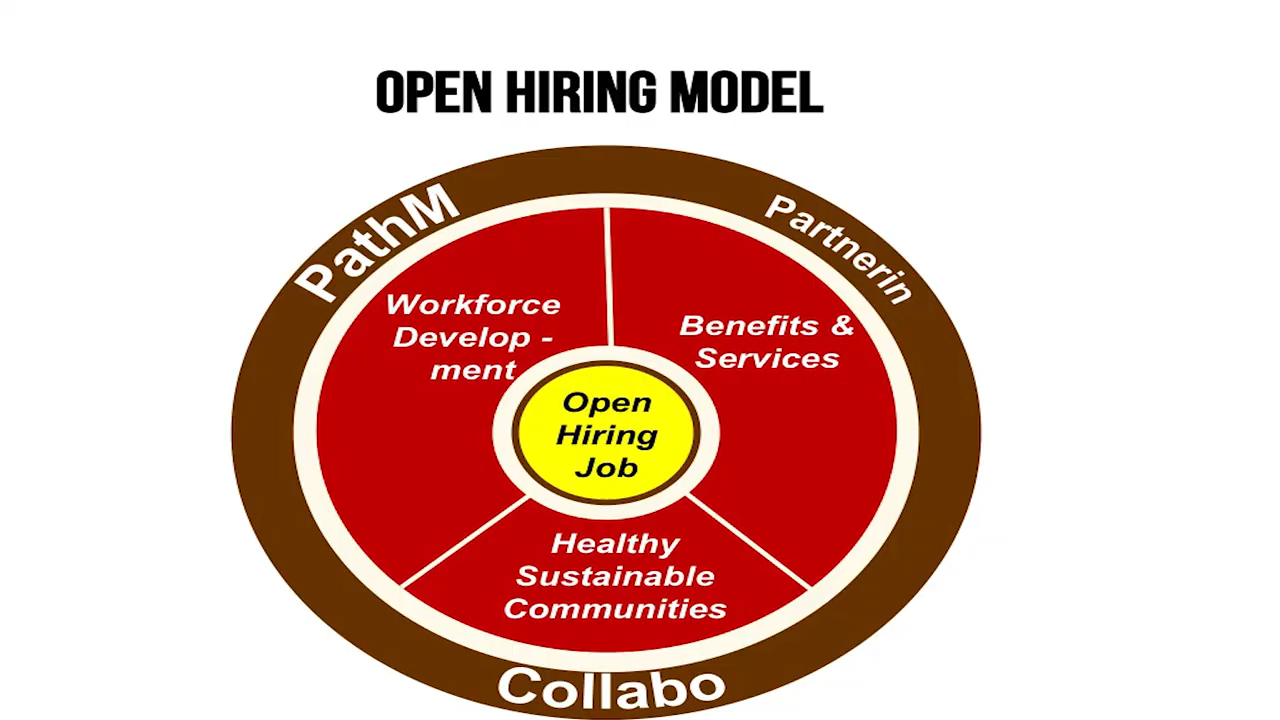 OPEN HIRING MODEL
PathM
Partnerin
Workforce
Develop -
ment
Benefits &
Services
Open
Hiring
Job
Healthy
Sustainable
Communities
Collabo